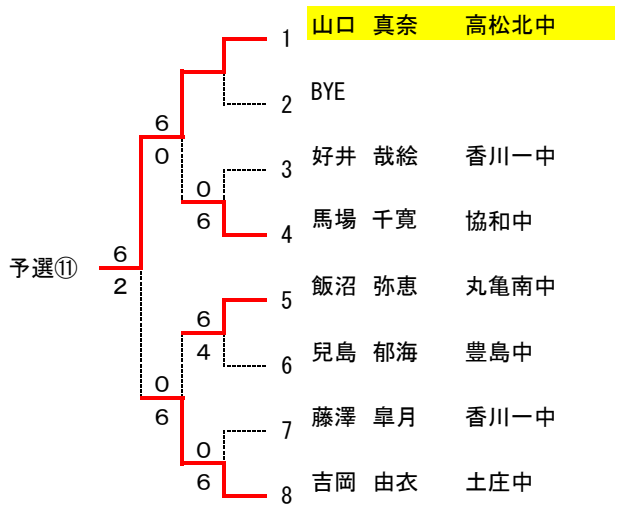 1 山口 真奈 高松北中
2 BYE
6
0
3 好井 哉絵 香川一中
0
6
4 馬場 千寛 協和中
予選⑪
6
2
5 飯沼 弥恵 丸亀南中
6
4
6 兒島 郁海 豊島中
0
6
7 藤澤 皐月 香川一中
0
6
8 吉岡 由衣 土庄中